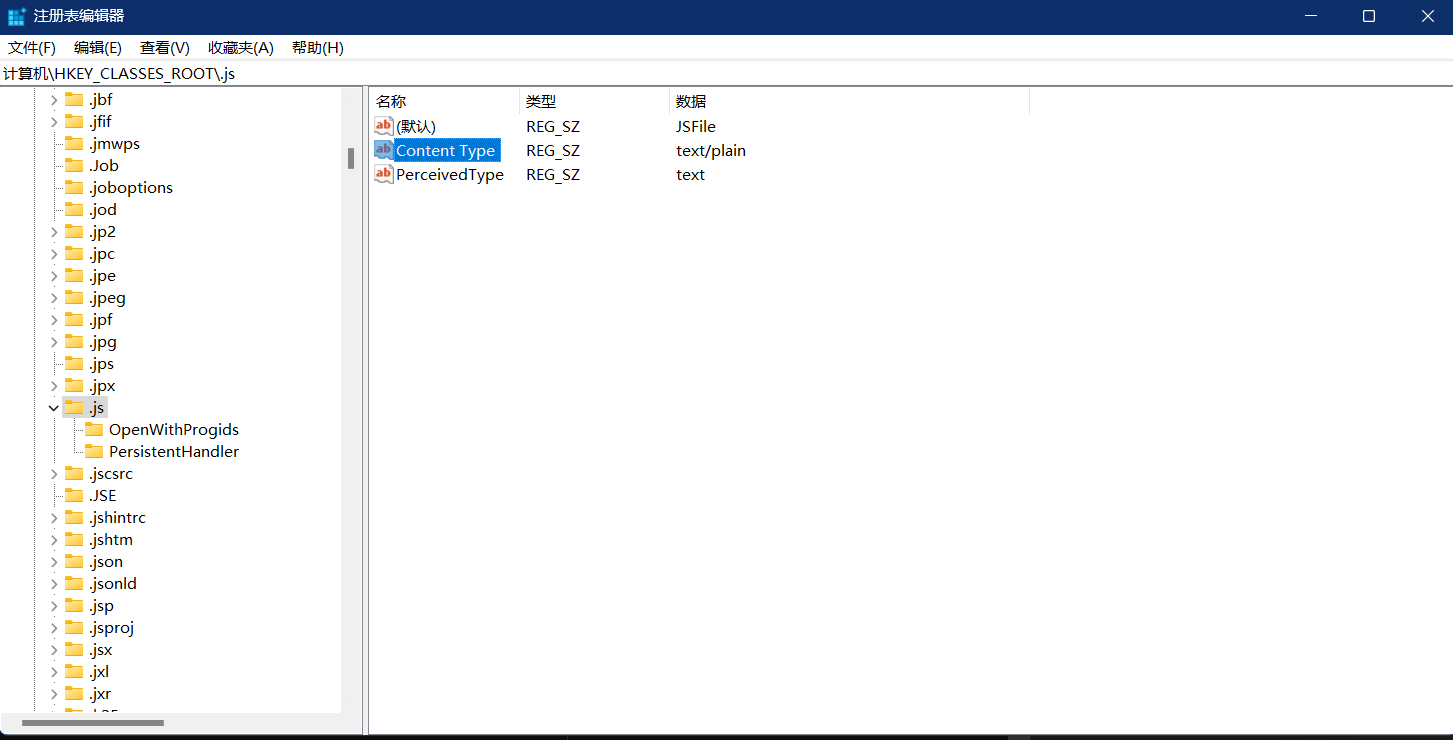 注册表编辑器
文件(F) 编辑(E) 查看(V) 收藏夹(A) 帮助(H)
计算机\HKEY_CLASSES_ROOT\.js
.jbf
.jfif
.jmwps
.Job
.joboptions
.jod
.jp2
.jpc
.jpe
.jpeg
.jpf
.jpg
.jps
.jpx
.js
OpenWithProgids
PersistentHandler
.jscsrc
.JSE
.jshintrc
.jshtm
.json
.jsonld
.jsp
.jsproj
.jsx
.jxl
.jxr
名称 类型 数据
ab (默认) REG_SZ JSFile
ab Content Type REG_SZ text/plain
ab PerceivedType REG_SZ text